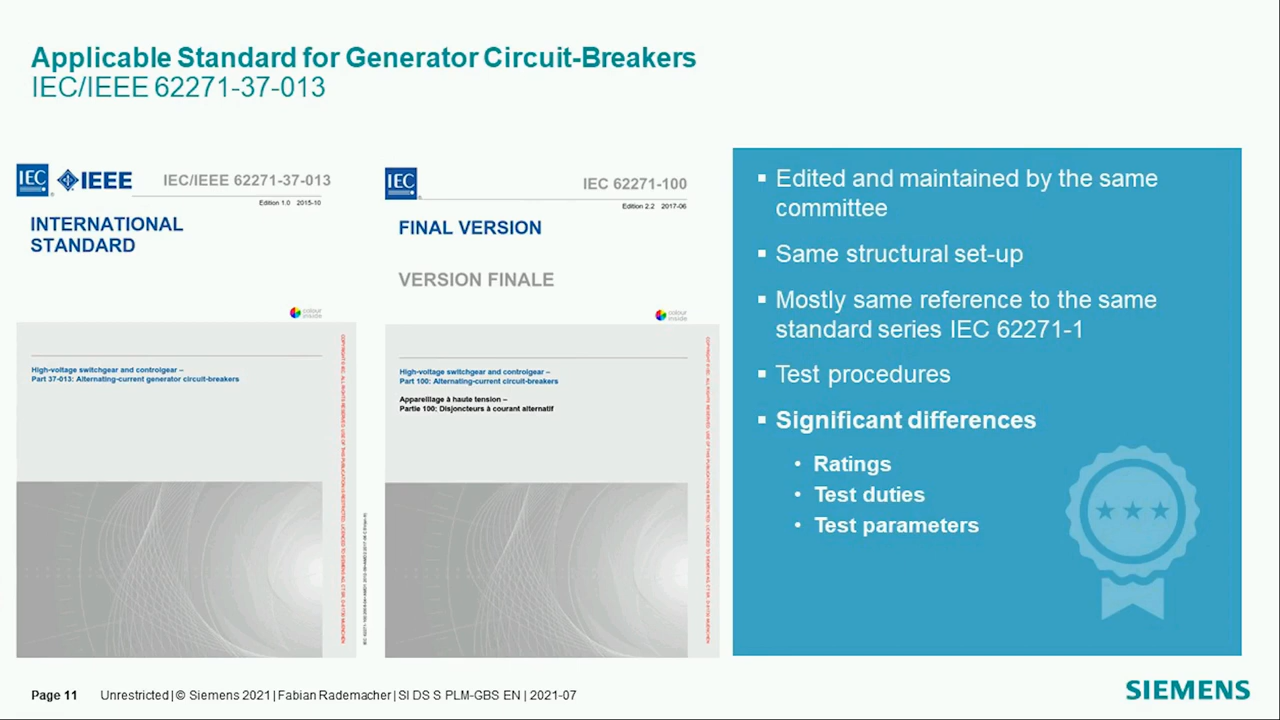 Applicable Standard for Generator Circuit-Breakers
IEC/IEEE 62271-37-013
IEC
IEEE
IEC/IEEE 62271-37-013
Edition 1.0 2015-10
INTERNATIONAL
STANDARD
colour
inside
High-voltage switchgear and controlgear –
Part 37-013: Alternating-current generator circuit-breakers
IEC
IEC 62271-100
Edition 2.2 2017-06
FINAL VERSION
VERSION FINALE
colour
inside
High-voltage switchgear and controlgear –
Part 100: Alternating-current circuit-breakers
Appareillage à haute tension –
Partie 100: Disjoncteurs à courant alternatif
▪ Edited and maintained by the same
committee
▪ Same structural set-up
▪ Mostly same reference to the same
standard series IEC 62271-1
▪ Test procedures
▪ Significant differences
• Ratings
• Test duties
• Test parameters
Page 11 Unrestricted | © Siemens 2021 | Fabian Rademacher | SI DS S PLM-GBS EN | 2021-07
SIEMENS